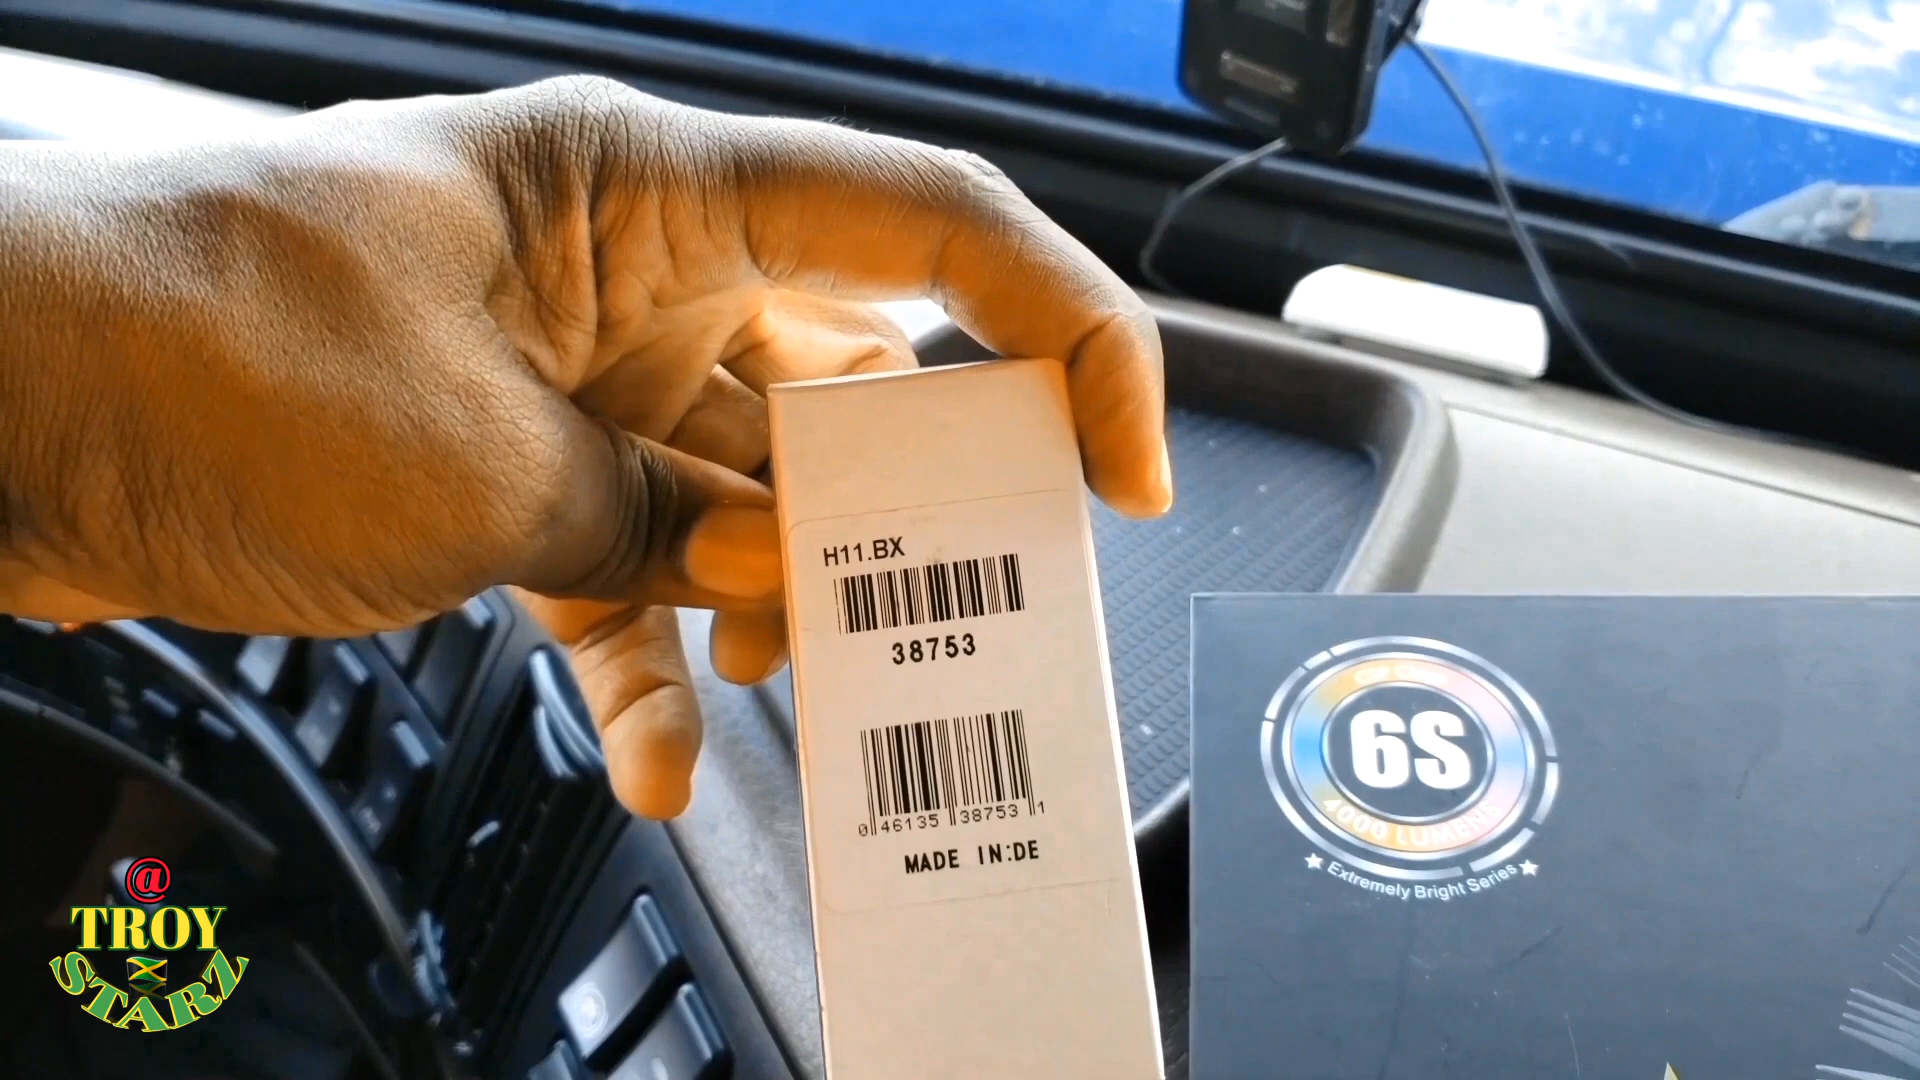 H11.BX
38753
0 46135 38753 1
MADE IN:DE
6S
4000 LUMENS
Extremely Bright Series
@
TROY
STARZ